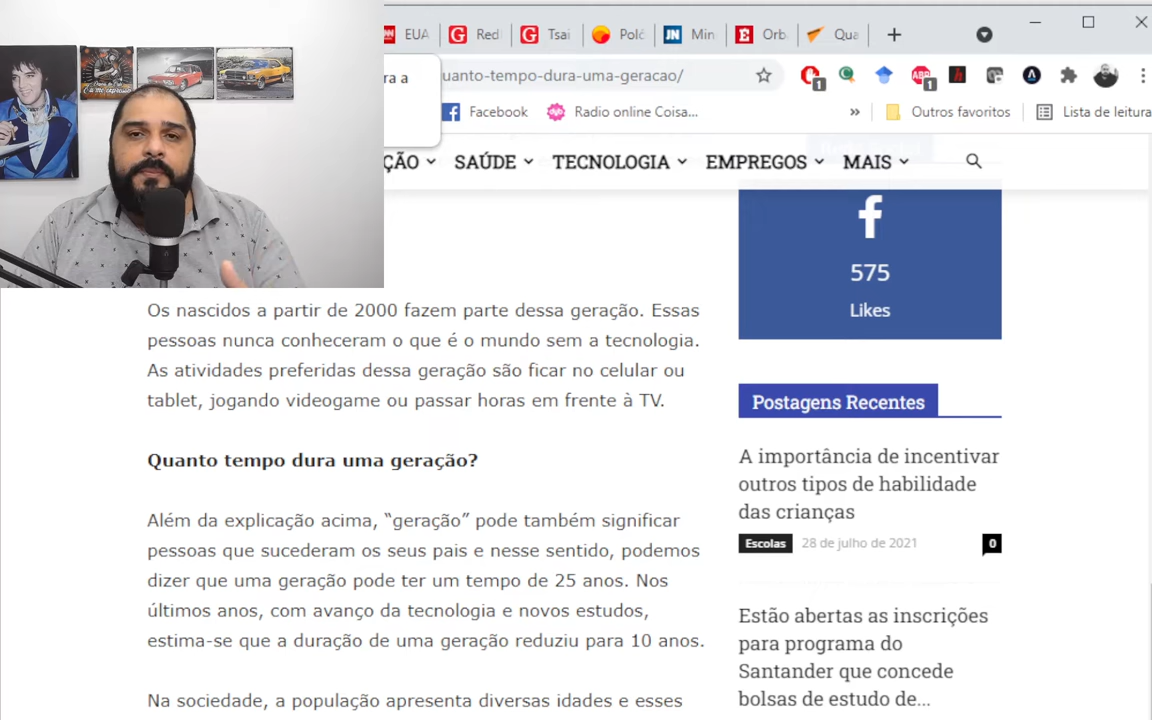 EUA
Red
Tsai
Poló
JN
Min
Orb
Qua
ra a
uanto-tempo-dura-uma-geracao/
1
ABP
1
Facebook
Radio online Coisa...
»
Outros favoritos
Lista de leitura
ÇÃO
SAÚDE
TECNOLOGIA
EMPREGOS
MAIS
575
Likes
Os nascidos a partir de 2000 fazem parte dessa geração. Essas
pessoas nunca conheceram o que é o mundo sem a tecnologia.
As atividades preferidas dessa geração são ficar no celular ou
tablet, jogando videogame ou passar horas em frente à TV.
Quanto tempo dura uma geração?
Além da explicação acima, “geração” pode também significar
pessoas que sucederam os seus pais e nesse sentido, podemos
dizer que uma geração pode ter um tempo de 25 anos. Nos
últimos anos, com avanço da tecnologia e novos estudos,
estima-se que a duração de uma geração reduziu para 10 anos.
Na sociedade, a população apresenta diversas idades e esses
Postagens Recentes
A importância de incentivar
outros tipos de habilidade
das crianças
Escolas 28 de julho de 2021 0
Estão abertas as inscrições
para programa do
Santander que concede
bolsas de estudo de...